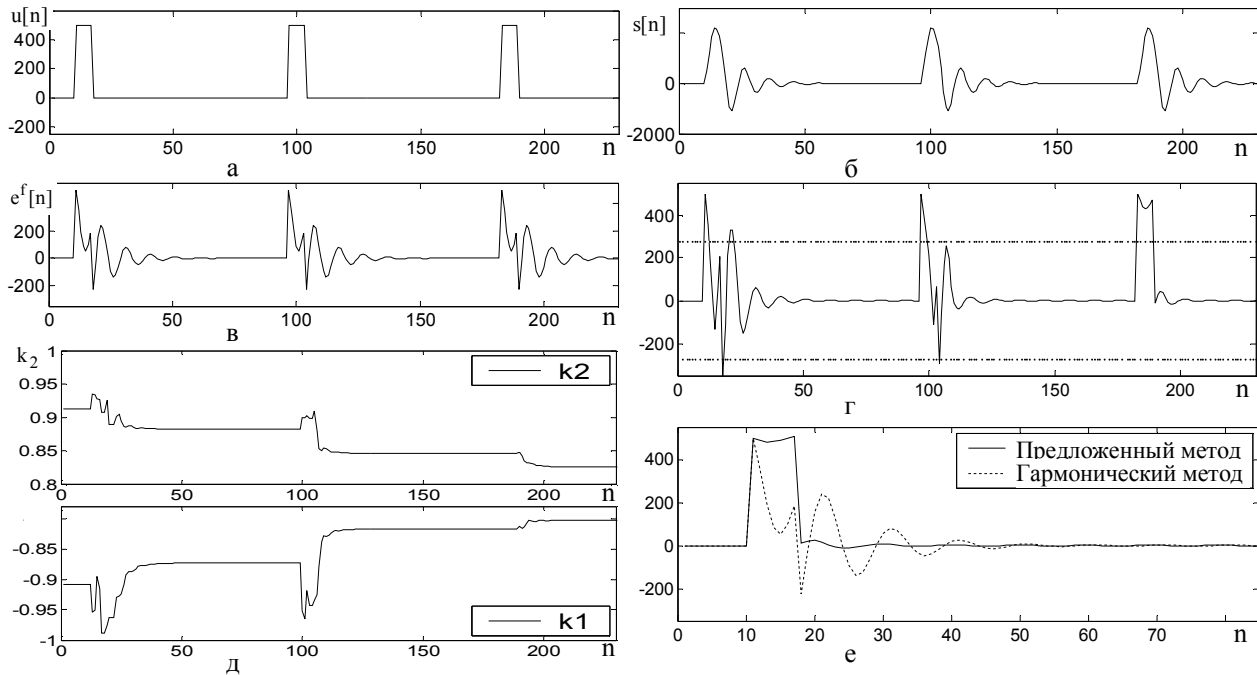 u[n]
400
200
0
-200
0 50 100 150 200 n
а
s[n]
0
-2000
0 50 100 150 200 n
б
e^f[n]
200
0
-200
0 50 100 150 200 n
в
400
200
0
-200
0 50 100 150 200 n
г
k₂
1
0.95
0.9
0.85
0.8
k2
0 50 100 150 200 n
-0.85
-0.9
-0.95
-1
k1
0 50 100 150 200 n
д
400
200
0
-200
Предложенный метод
Гармонический метод
0 10 20 30 40 50 60 70 n
е